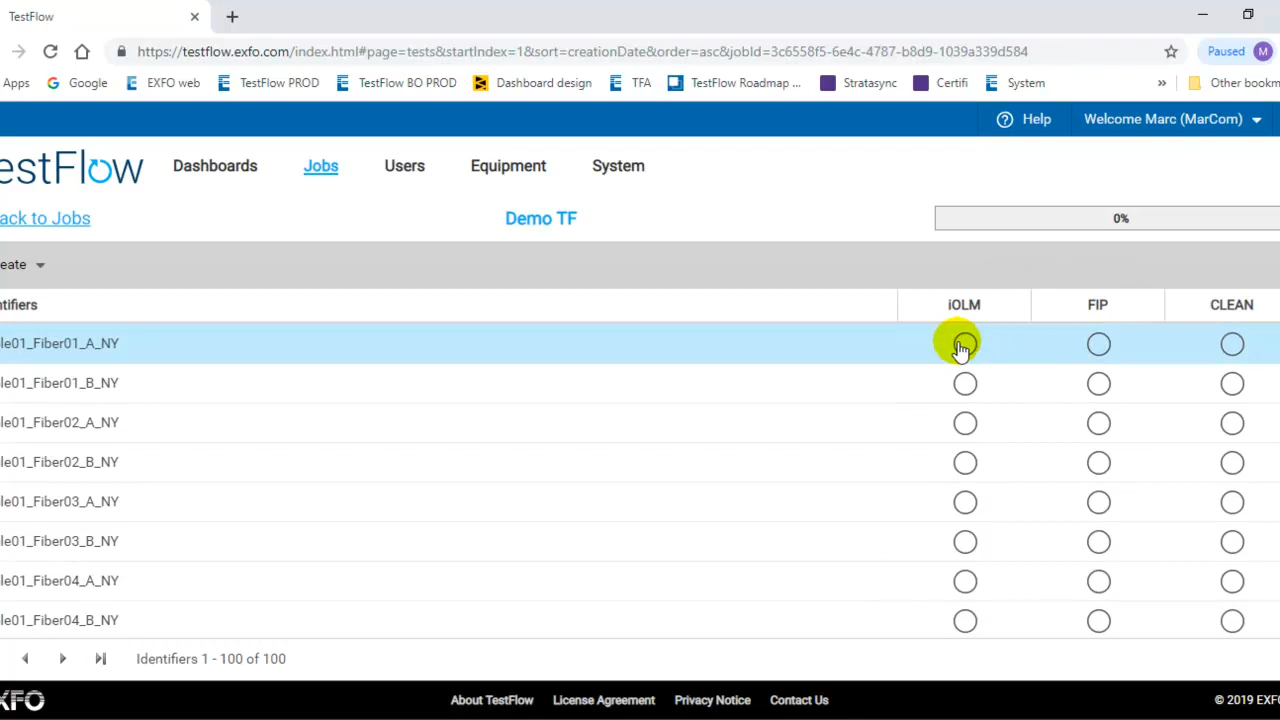 TestFlow
https://testflow.exfo.com/index.html#page=tests&startIndex=1&sort=creationDate&order=asc&jobId=3c6558f5-6e4c-4787-b8d9-1039a339d584
Paused M
Apps Google EXFO web TestFlow PROD TestFlow BO PROD Dashboard design TFA TestFlow Roadmap ... Stratasync Certifi System » Other bookm
Help Welcome Marc (MarCom)
estFlow Dashboards Jobs Users Equipment System
ack to Jobs Demo TF 0%
eate
ntifiers iOLM FIP CLEAN
le01_Fiber01_A_NY
le01_Fiber01_B_NY
le01_Fiber02_A_NY
le01_Fiber02_B_NY
le01_Fiber03_A_NY
le01_Fiber03_B_NY
le01_Fiber04_A_NY
le01_Fiber04_B_NY
Identifiers 1 - 100 of 100
XFO About TestFlow License Agreement Privacy Notice Contact Us © 2019 EXFO